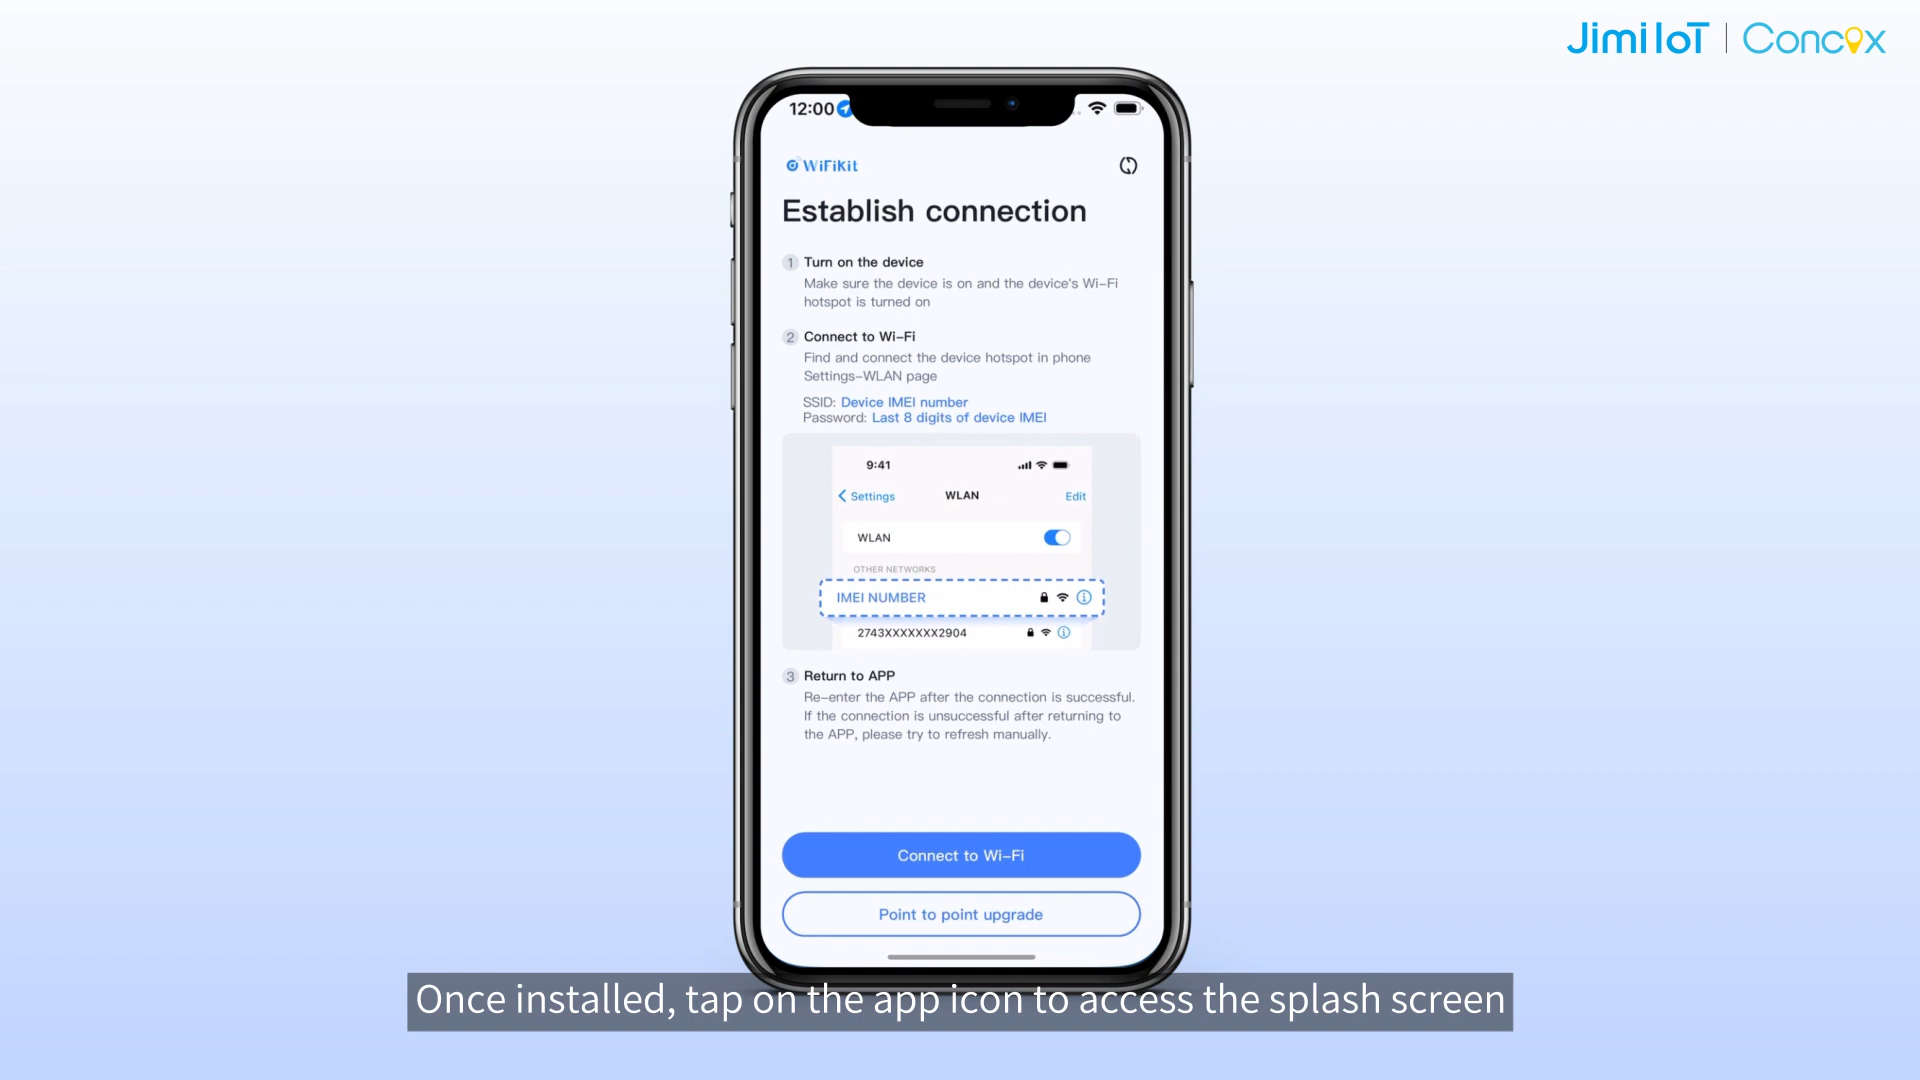 Jimi IoT | Concox
12:00
WiFiKit
Establish connection
1 Turn on the device
Make sure the device is on and the device's Wi-Fi
hotspot is turned on
2 Connect to Wi-Fi
Find and connect the device hotspot in phone
Settings-WLAN page
SSID: Device IMEI number
Password: Last 8 digits of device IMEI
9:41
Settings WLAN Edit
WLAN
OTHER NETWORKS
IMEI NUMBER
2743XXXXXXX2904
3 Return to APP
Re-enter the APP after the connection is successful.
If the connection is unsuccessful after returning to
the APP, please try to refresh manually.
Connect to Wi-Fi
Point to point upgrade
Once installed, tap on the app icon to access the splash screen